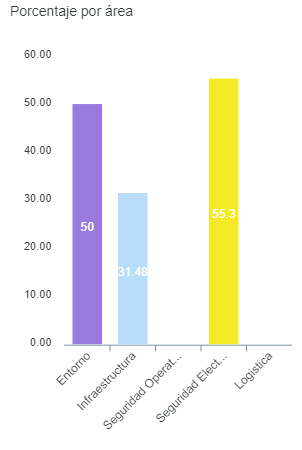 Porcentaje por área
60.00
50.00
40.00
30.00
20.00
10.00
0.00
50
31.48
55.3
Entorno
Infraestructura
Seguridad Operat...
Seguridad Elect...
Logistica